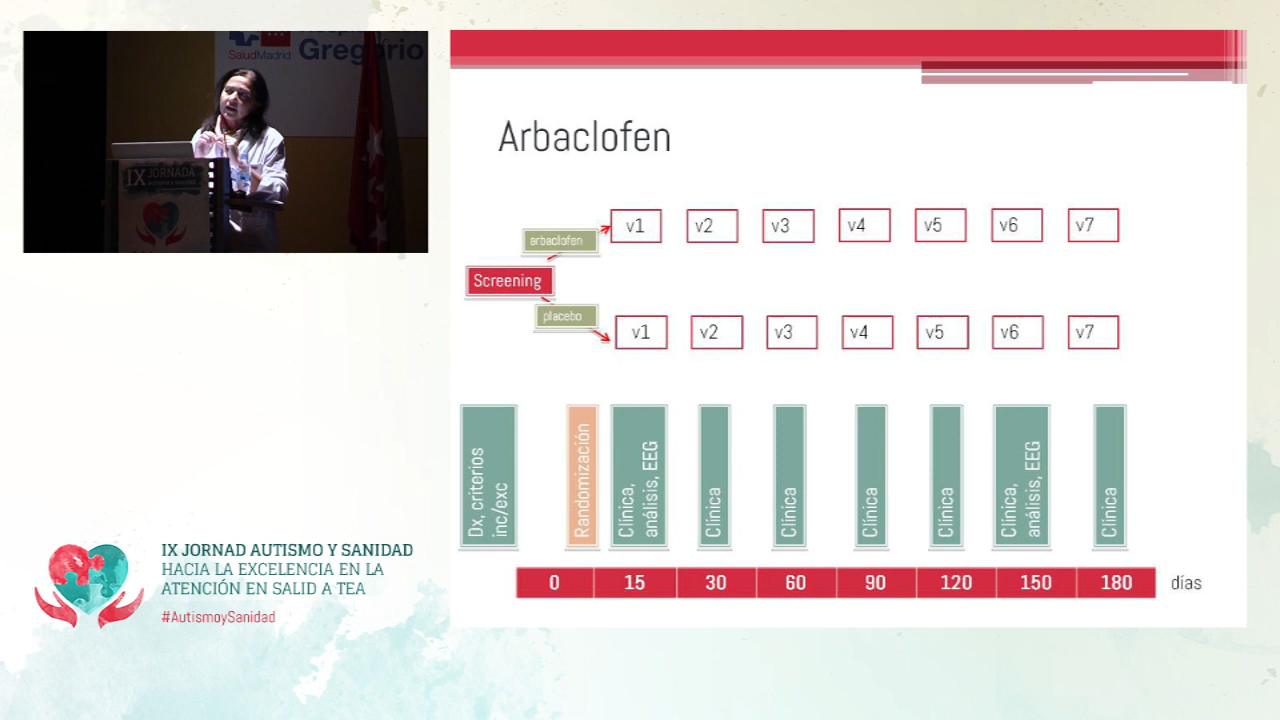 SaludMadrid
Gregorio
IX JORNADA
Arbaclofen
arbaclofen
v1 v2 v3 v4 v5 v6 v7
Screening
placebo
v1 v2 v3 v4 v5 v6 v7
Dx, criterios
inc/exc
Randomización
Clínica,
análisis, EEG
Clínica
Clínica
Clínica
Clínica
Clínica,
análisis, EEG
Clínica
0 15 30 60 90 120 150 180 días
IX JORNAD AUTISMO Y SANIDAD
HACIA LA EXCELENCIA EN LA
ATENCIÓN EN SALID A TEA
#AutismoySanidad